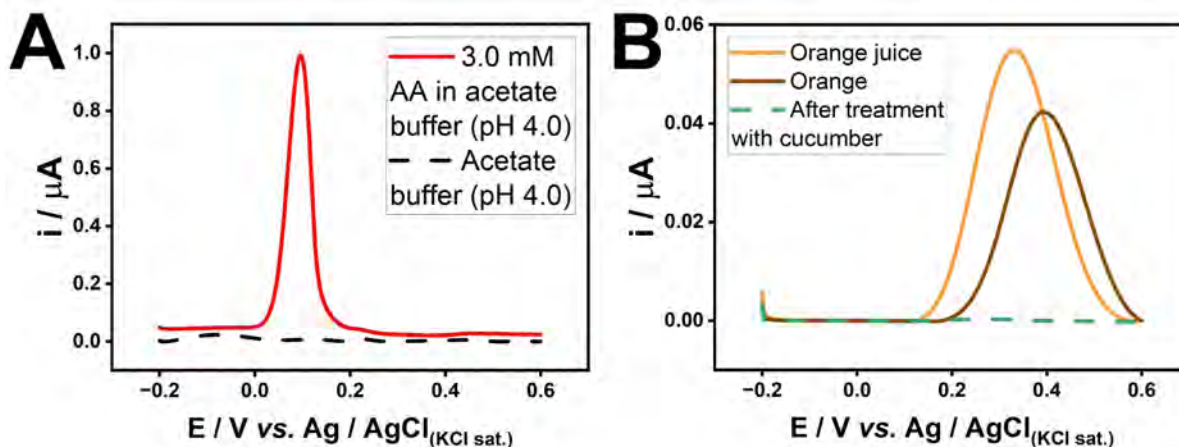 A
3.0 mM
AA in acetate
buffer (pH 4.0)
Acetate
buffer (pH 4.0)
i / μA
1.0
0.8
0.6
0.4
0.2
0.0
−0.2 0.0 0.2 0.4 0.6
E / V vs. Ag / AgCl(KCl sat.)
B
Orange juice
Orange
After treatment
with cucumber
i / μA
0.06
0.04
0.02
0.00
−0.2 0.0 0.2 0.4 0.6
E / V vs. Ag / AgCl(KCl sat.)